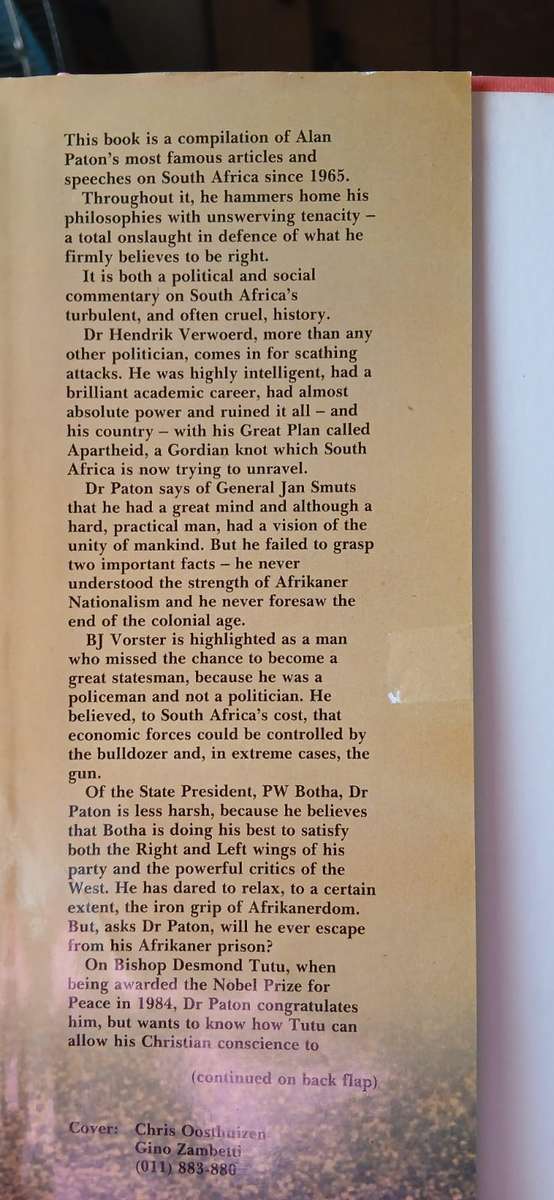 This book is a compilation of Alan
Paton's most famous articles and
speeches on South Africa since 1965.
Throughout it, he hammers home his
philosophies with unswerving tenacity –
a total onslaught in defence of what he
firmly believes to be right.
It is both a political and social
commentary on South Africa's
turbulent, and often cruel, history.
Dr Hendrik Verwoerd, more than any
other politician, comes in for scathing
attacks. He was highly intelligent, had a
brilliant academic career, had almost
absolute power and ruined it all – and
his country – with his Great Plan called
Apartheid, a Gordian knot which South
Africa is now trying to unravel.
Dr Paton says of General Jan Smuts
that he had a great mind and although a
hard, practical man, had a vision of the
unity of mankind. But he failed to grasp
two important facts – he never
understood the strength of Afrikaner
Nationalism and he never foresaw the
end of the colonial age.
BJ Vorster is highlighted as a man
who missed the chance to become a
great statesman, because he was a
policeman and not a politician. He
believed, to South Africa's cost, that
economic forces could be controlled by
the bulldozer and, in extreme cases, the
gun.
Of the State President, PW Botha, Dr
Paton is less harsh, because he believes
that Botha is doing his best to satisfy
both the Right and Left wings of his
party and the powerful critics of the
West. He has dared to relax, to a certain
extent, the iron grip of Afrikanerdom.
But, asks Dr Paton, will he ever escape
from his Afrikaner prison?
On Bishop Desmond Tutu, when
being awarded the Nobel Prize for
Peace in 1984, Dr Paton congratulates
him, but wants to know how Tutu can
allow his Christian conscience to
(continued on back flap)
Cover: Chris Oosthuizen
Gino Zambetti
(011)